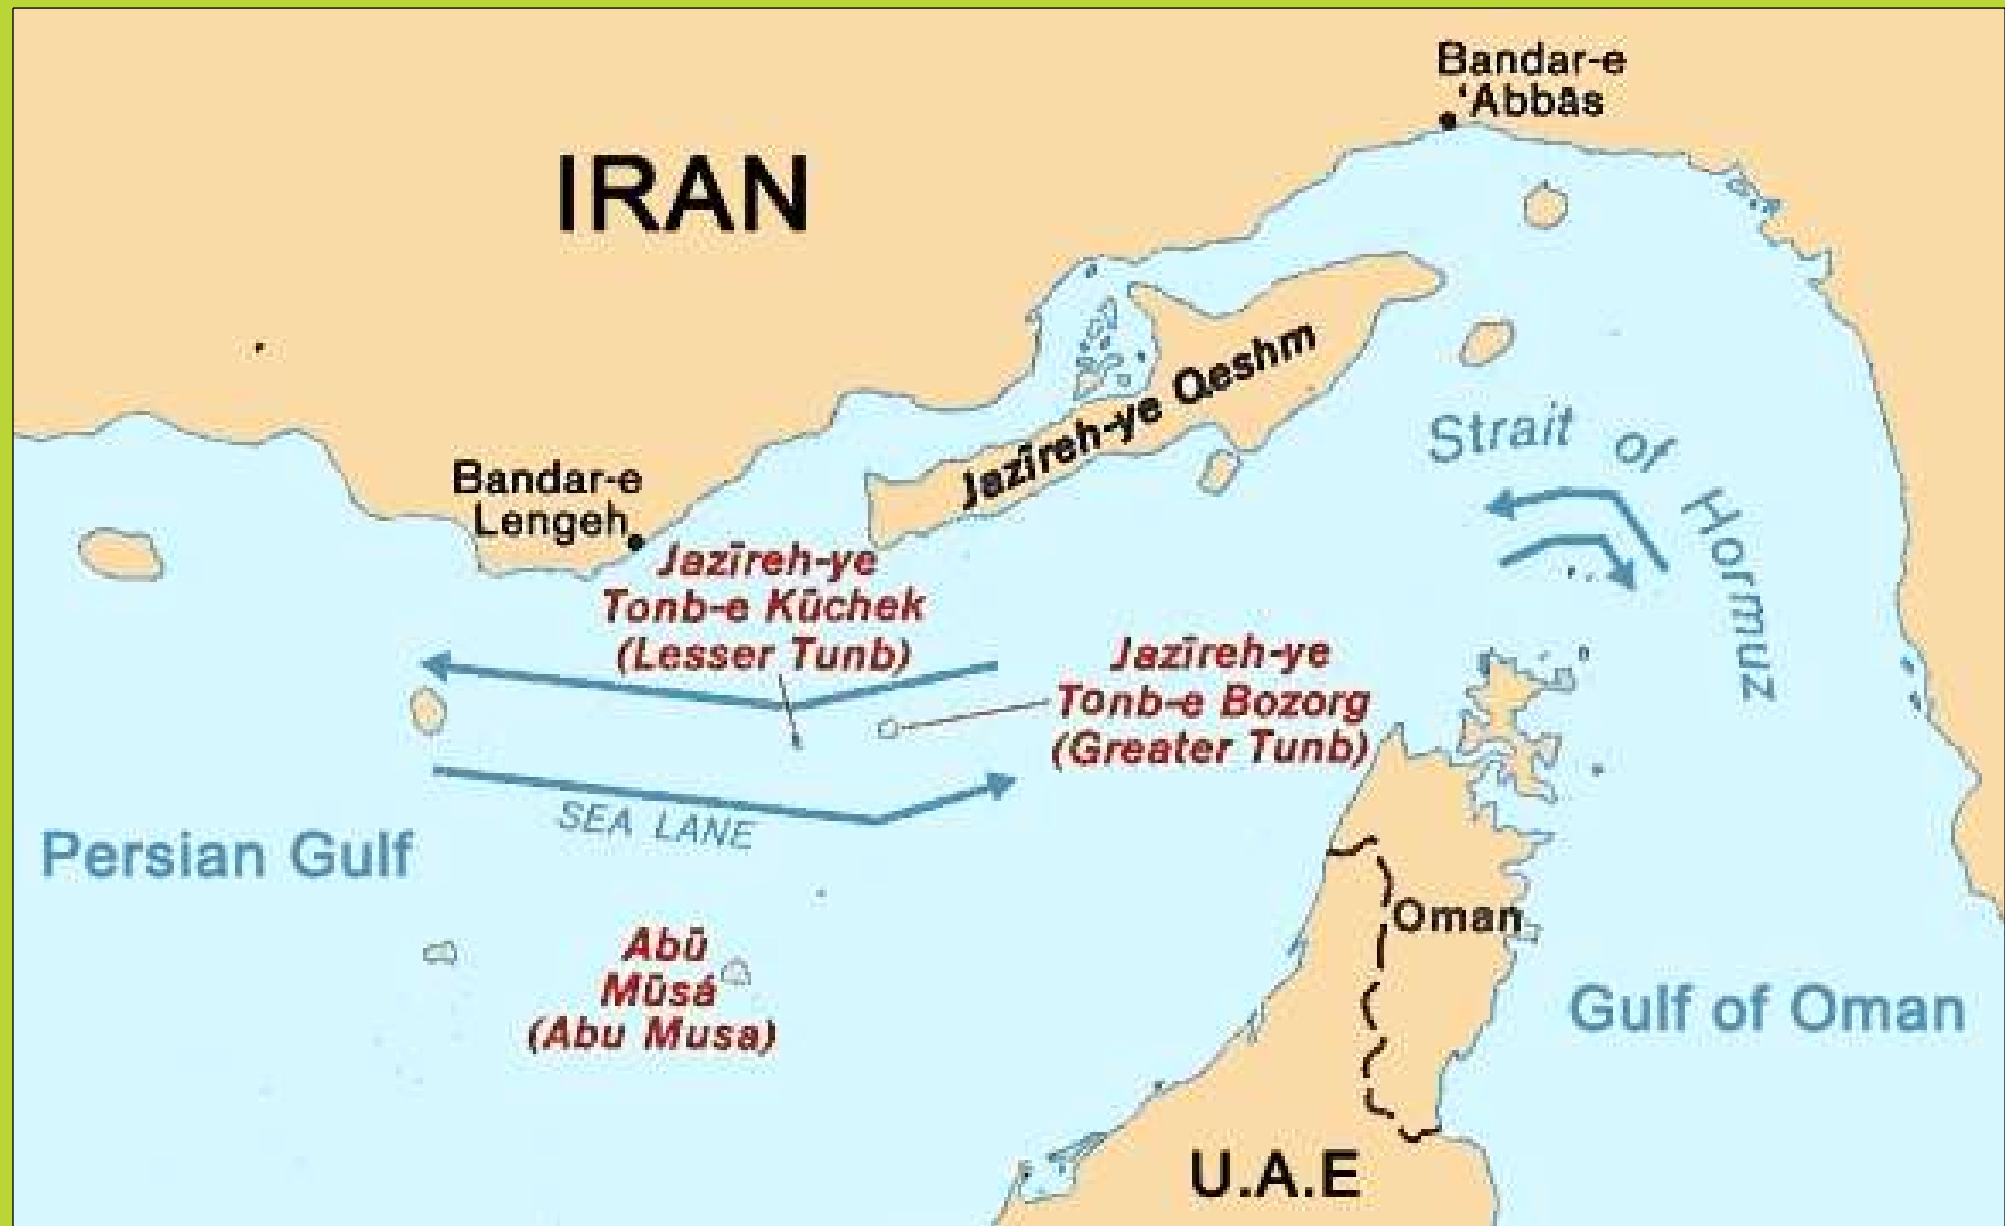 Bandar-e
'Abbās
IRAN
Jazīreh-ye Qeshm
Strait of Hormuz
Bandar-e
Lengeh
Jazīreh-ye
Tonb-e Kūchek
(Lesser Tunb)
Jazīreh-ye
Tonb-e Bozorg
(Greater Tunb)
SEA LANE
Persian Gulf
Abū
Mūsá
(Abu Musa)
Oman
Gulf of Oman
U.A.E